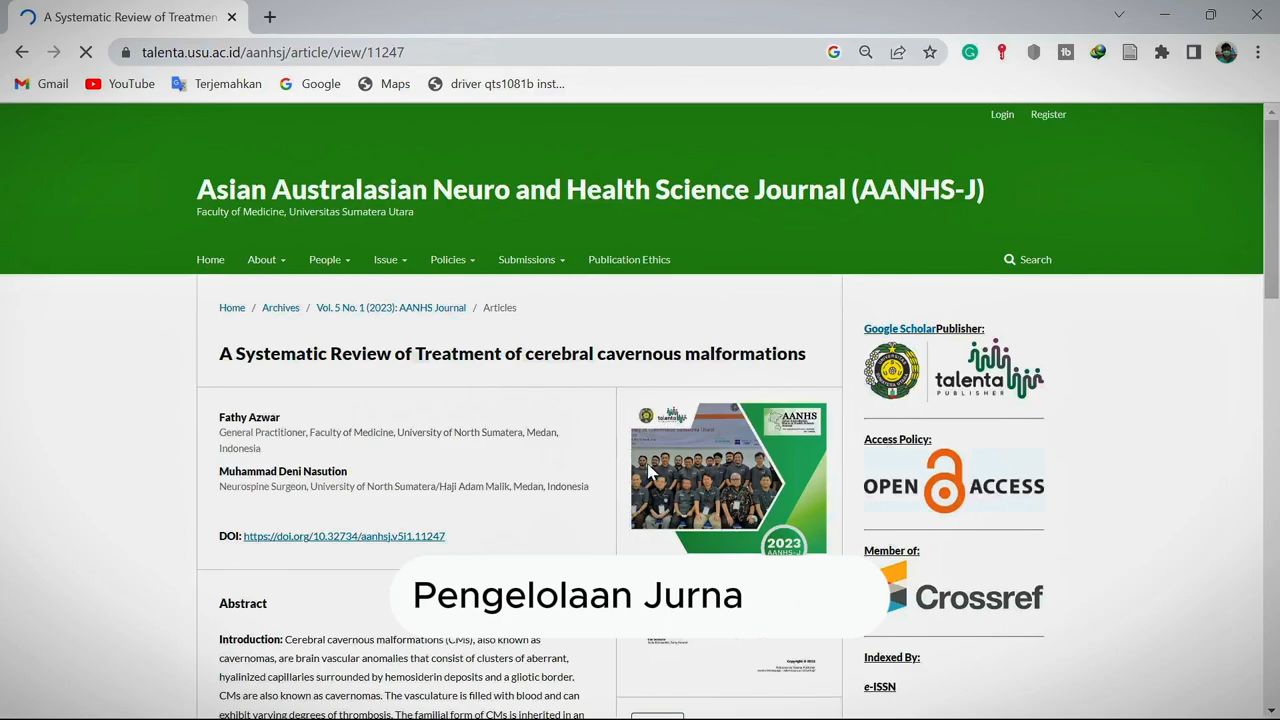 A Systematic Review of Treatmen
talenta.usu.ac.id/aanhsj/article/view/11247
Gmail
YouTube
Terjemahkan
Google
Maps
driver qts1081b inst...
Login
Register
Asian Australasian Neuro and Health Science Journal (AANHS-J)
Faculty of Medicine, Universitas Sumatera Utara
Home
About
People
Issue
Policies
Submissions
Publication Ethics
Search
Home / Archives / Vol. 5 No. 1 (2023): AANHS Journal / Articles
A Systematic Review of Treatment of cerebral cavernous malformations
Fathy Azwar
General Practitioner, Faculty of Medicine, University of North Sumatera, Medan,
Indonesia
Muhammad Deni Nasution
Neurospine Surgeon, University of North Sumatera/Haji Adam Malik, Medan, Indonesia
DOI: https://doi.org/10.32734/aanhsj.v5i1.11247
Abstract
Introduction: Cerebral cavernous malformations (CMs), also known as
cavernomas, are brain vascular anomalies that consist of clusters of aberrant,
hyalinized capillaries surrounded by remosiderin deposits and a gliotic border.
CMs are also known as cavernomas. The vasculature is filled with blood and can
exhibit varying degrees of thrombosis. The familial form of CMs is inherited in an
talenta
AANHS
2023
AANHS-J
Pengelolaan Jurna
Google ScholarPublisher:
talenta
PUBLISHER
Access Policy:
OPEN ACCESS
Member of:
Crossref
Indexed By:
e-ISSN